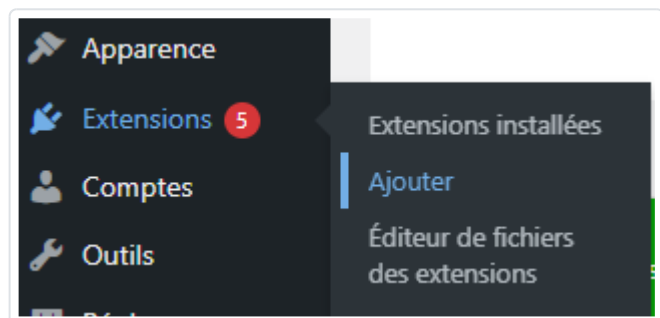 Apparence
Extensions 5
Comptes
Outils
Extensions installées
Ajouter
Éditeur de fichiers
des extensions